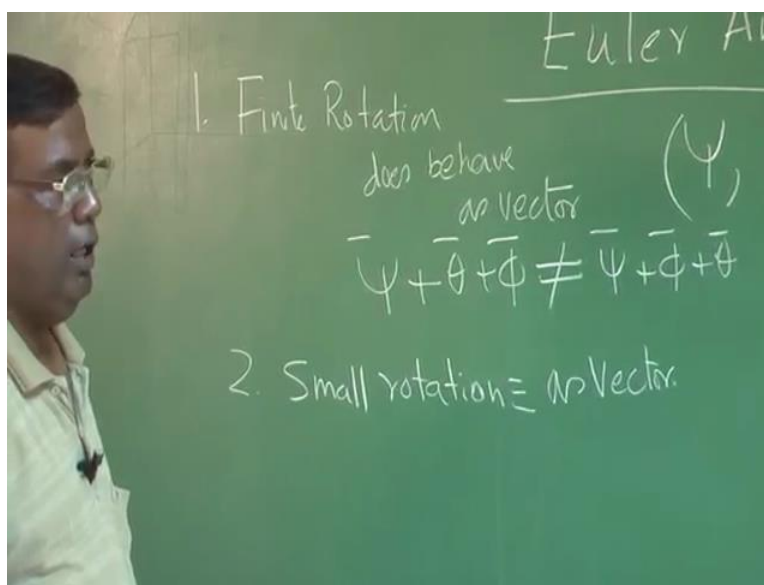 Euler A
1. Finite Rotation
does behave
as vector
(Ψ,
Ψ̄ + θ̄ + Φ̄ ≠ Ψ̄ + Φ̄ + θ̄
2. Small rotation ≡ as Vector.